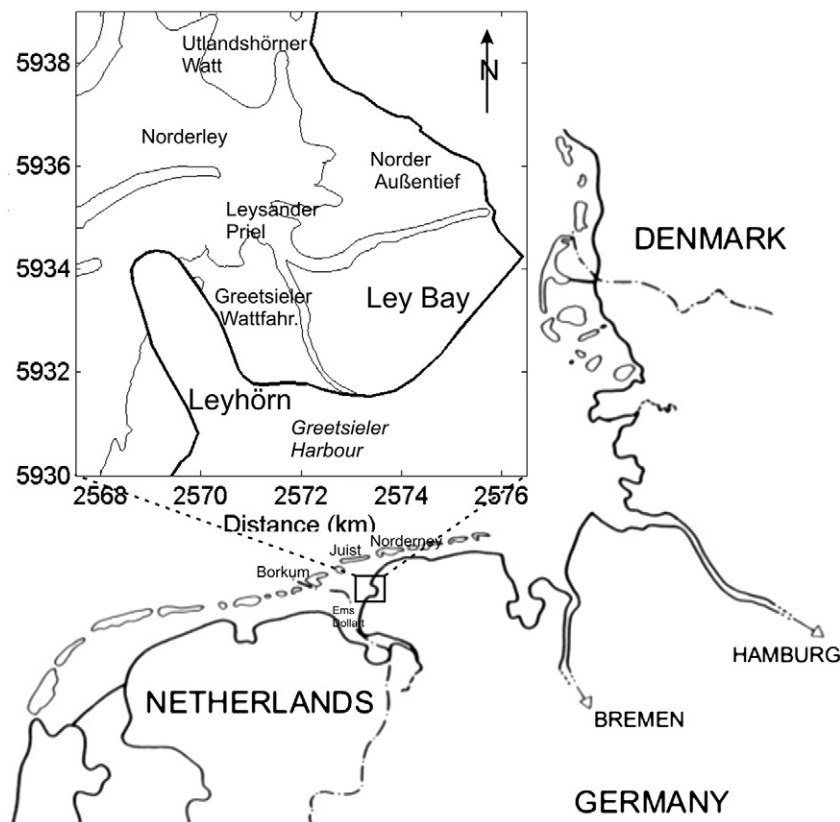 5938
5936
5934
5932
5930
Utlandshörner
Watt
N
Norderley
Norder
Außentief
Leysander
Priel
Greetsieler
Wattfahr.
Ley Bay
Leyhörn
Greetsieler
Harbour
2568
2570
2572
2574
2576
Distance (km)
DENMARK
Juist
Norderney
Borkum
Ems
Dollart
HAMBURG
NETHERLANDS
BREMEN
GERMANY